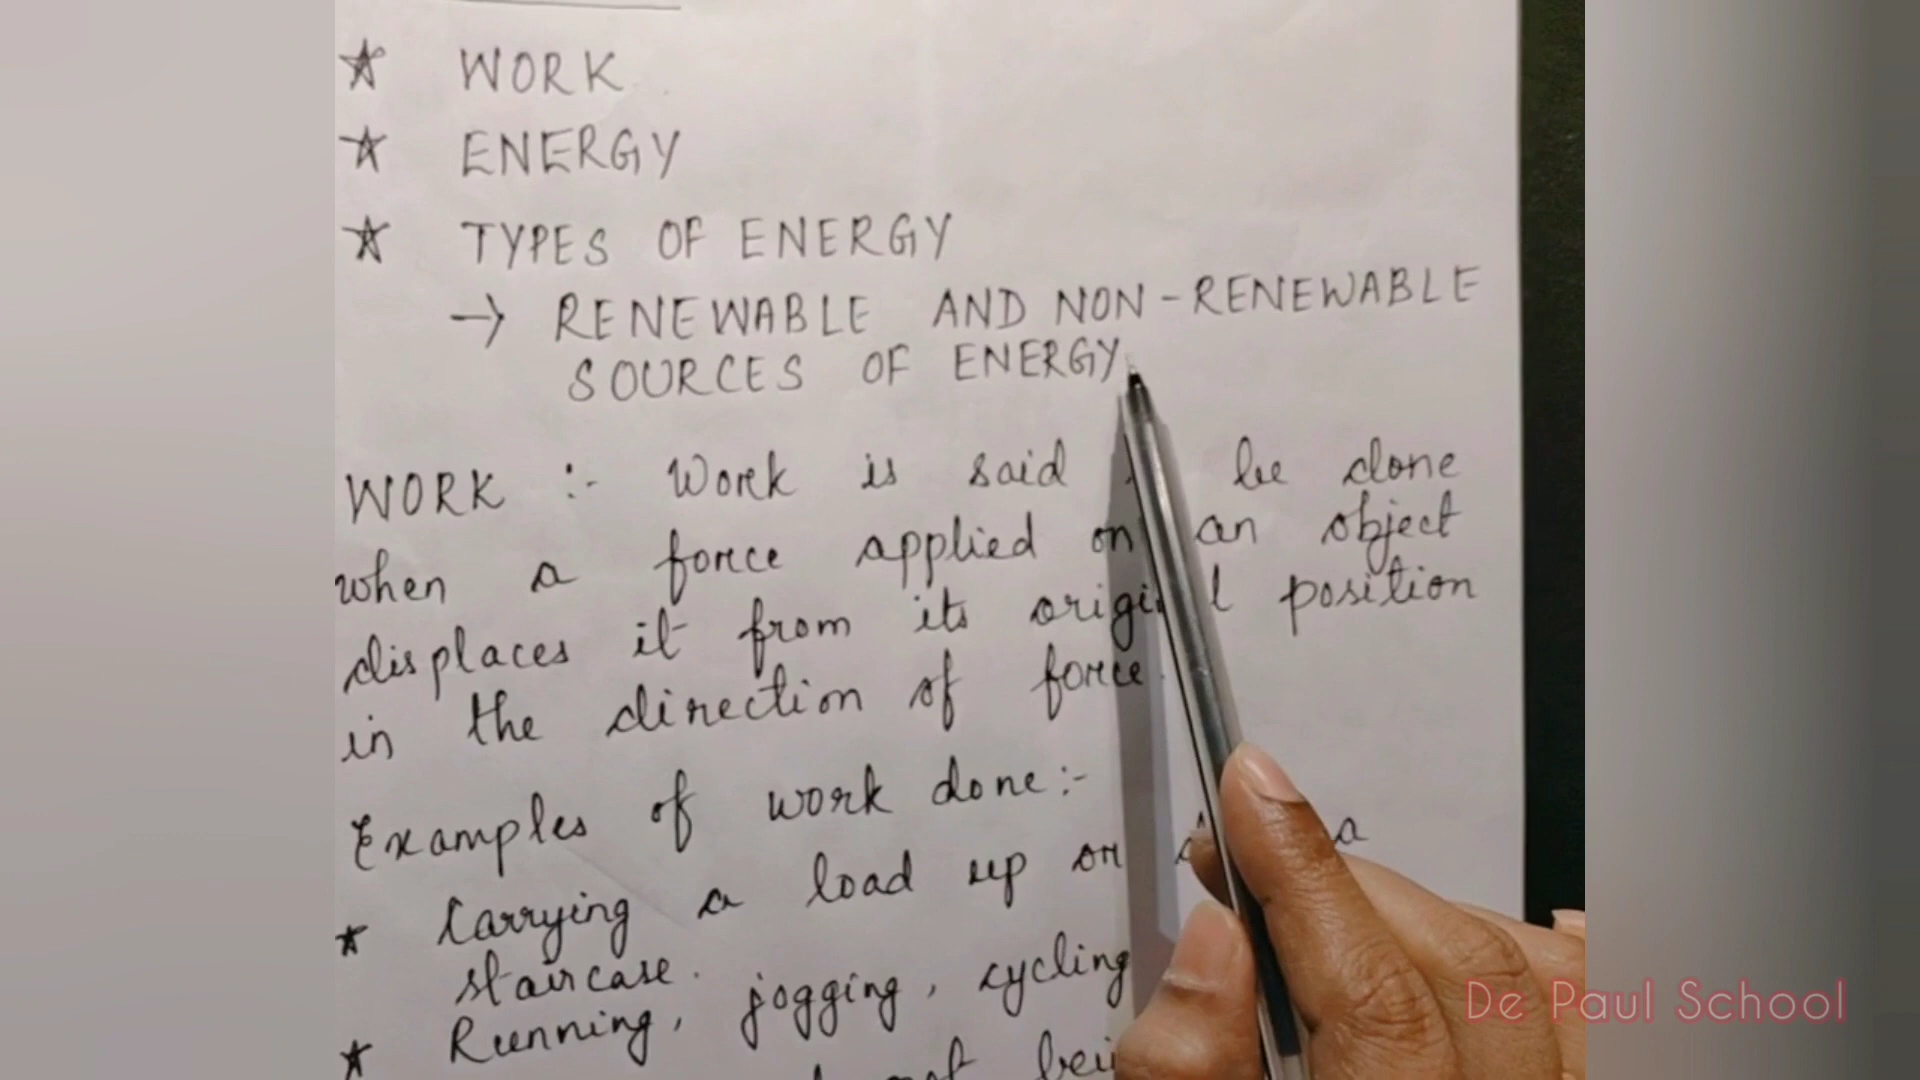 ☆ WORK
☆ ENERGY
☆ TYPES OF ENERGY
→ RENEWABLE AND NON-RENEWABLE
SOURCES OF ENERGY
WORK :- Work is said be done
when a force applied on an object
displaces it from its position
in the direction of force.
Examples of work done :-
★ Carrying a load up or a
staircase.
★ Running, jogging, cycling
De Paul School